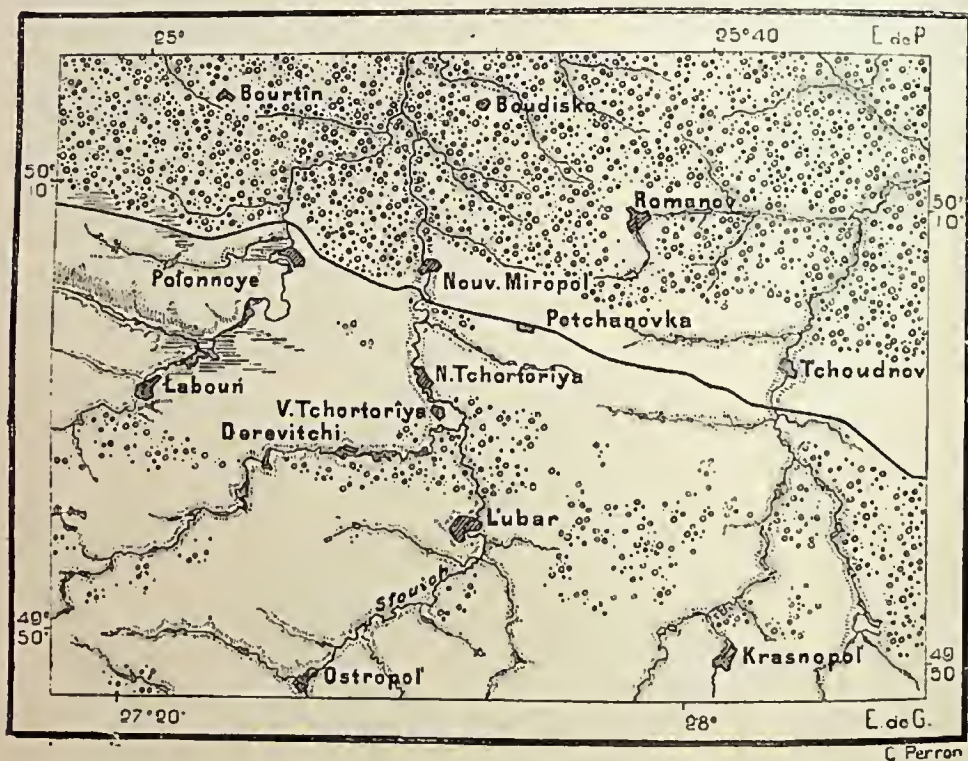 25° 25°40 E. de P.
Bourtin
Boudisko
50° 10'
50° 10'
Romanov
Polonnoye
Nouv. Miropol'
Petchanovka
Łabouń
N. Tchortoriya
Tchoudnov
V. Tchortoriya
Derevitchi
Lubar
Sloutch
49° 50'
49° 50'
Ostropol'
Krasnopol'
27°20' 28° E. de G.
C. Perron